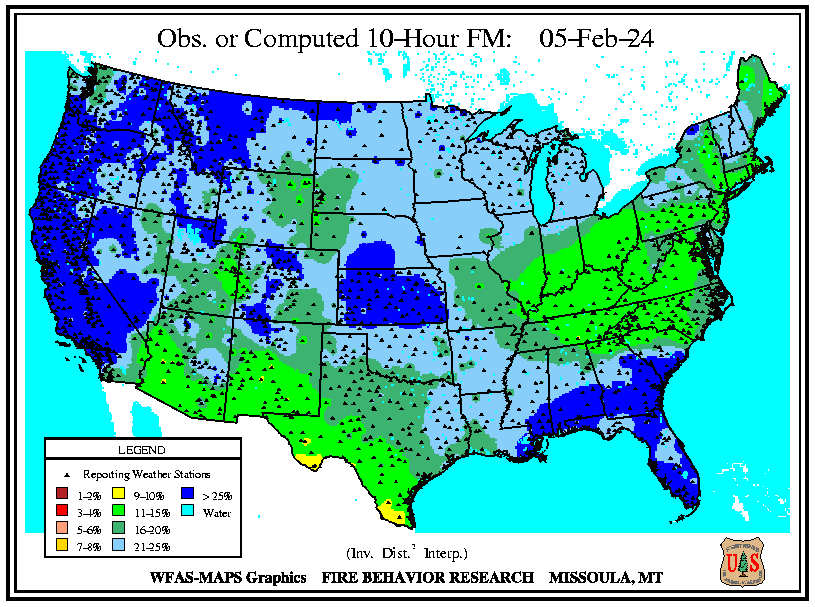 Obs. or Computed 10-Hour FM: 05-Feb-24
LEGEND
Reporting Weather Stations
1-2% 9-10% > 25%
3-4% 11-15% Water
5-6% 16-20%
7-8% 21-25%
(Inv. Dist.² Interp.)
WFAS-MAPS Graphics FIRE BEHAVIOR RESEARCH MISSOULA, MT
U S